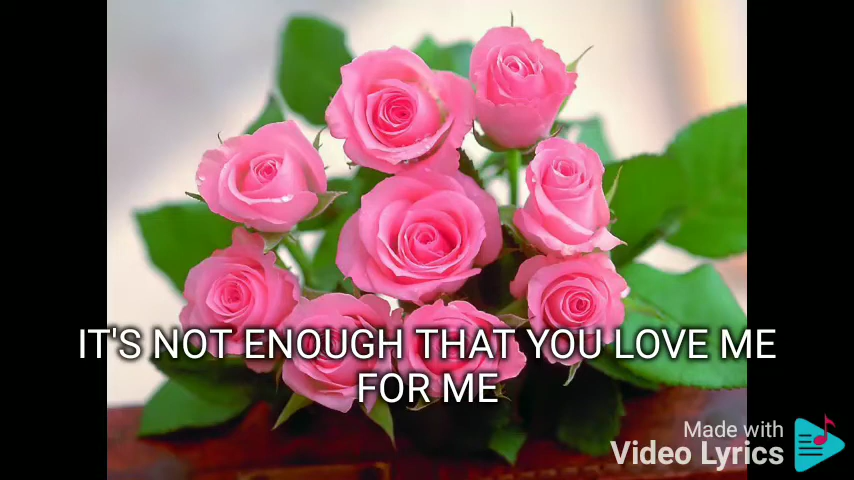 IT'S NOT ENOUGH THAT YOU LOVE ME
FOR ME
Made with
Video Lyrics